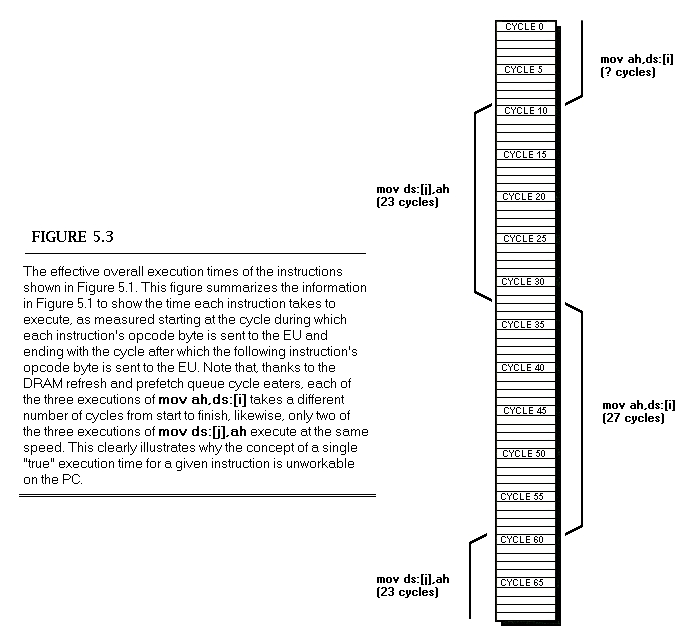 FIGURE 5.3
The effective overall execution times of the instructions
shown in Figure 5.1. This figure summarizes the information
in Figure 5.1 to show the time each instruction takes to
execute, as measured starting at the cycle during which
each instruction's opcode byte is sent to the EU and
ending with the cycle after which the following instruction's
opcode byte is sent to the EU. Note that, thanks to the
DRAM refresh and prefetch queue cycle eaters, each of
the three executions of mov ah,ds:[i] takes a different
number of cycles from start to finish, likewise, only two of
the three executions of mov ds:[j],ah execute at the same
speed. This clearly illustrates why the concept of a single
"true" execution time for a given instruction is unworkable
on the PC.
mov ds:[j],ah
(23 cycles)
mov ds:[j],ah
(23 cycles)
CYCLE 0
CYCLE 5
CYCLE 10
CYCLE 15
CYCLE 20
CYCLE 25
CYCLE 30
CYCLE 35
CYCLE 40
CYCLE 45
CYCLE 50
CYCLE 55
CYCLE 60
CYCLE 65
mov ah,ds:[i]
(? cycles)
mov ah,ds:[i]
(27 cycles)